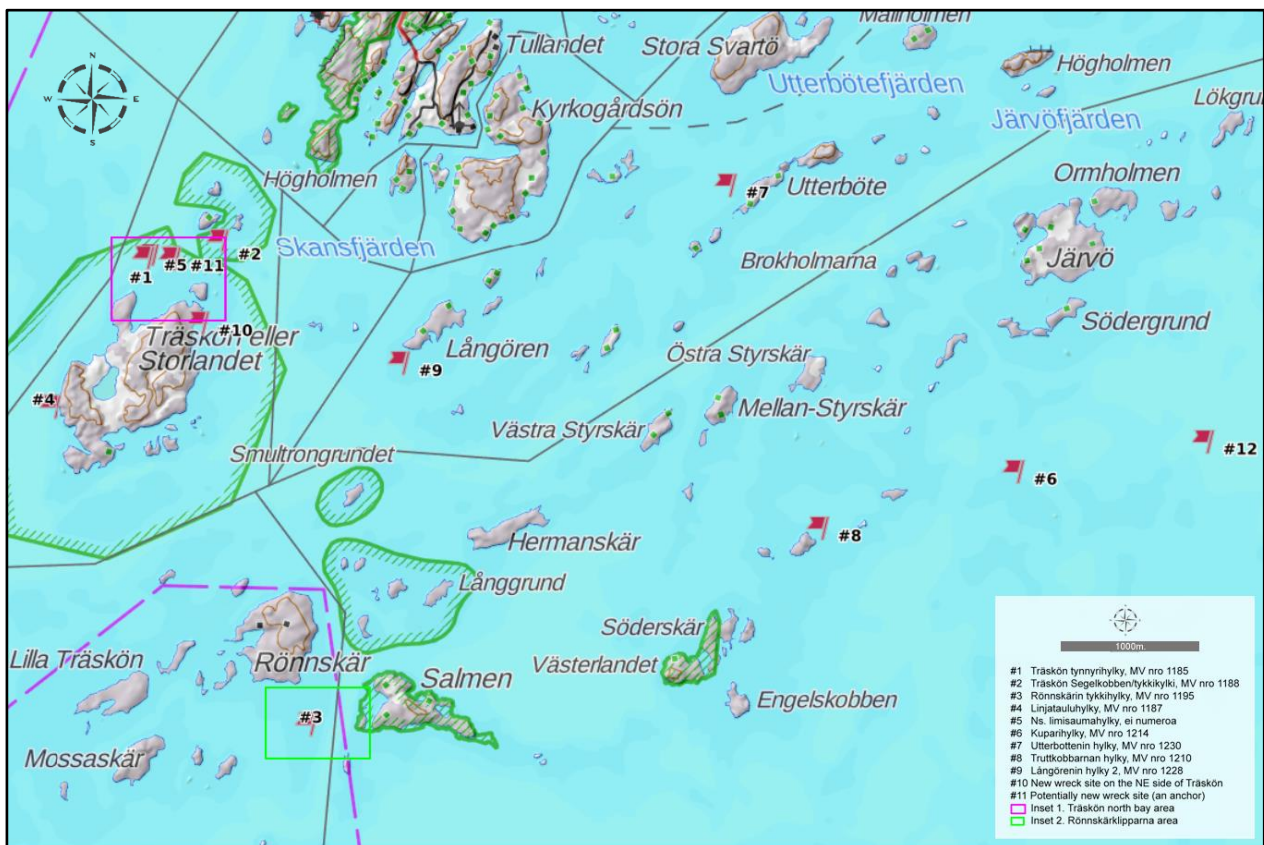 Tullandet
Stora Svartö
Mallholmen
Högholmen
Utterbötefjärden
Lökgrun
Järvöfjärden
N
W E
S
Kyrkogårdsön
Högholmen
#7
Utterböte
Ormholmen
Skansfjärden
#2
#1
#5
#11
Brokholmarna
Järvö
#10
Träskön eller
Storlandet
Södergrund
Långören
Östra Styrskär
#9
#4
Mellan-Styrskär
Västra Styrskär
#12
Smultrongrundet
#6
#8
Hermanskär
Långgrund
Söderskär
Lilla Träskön
Rönnskär
Västerlandet
Salmen
Engelskobben
#3
Mossaskär
1000m.
#1 Träskön tynnyrihylky, MV nro 1185
#2 Träskön Segelkobben/tykkikylki, MV nro 1188
#3 Rönnskärin tykkihylky, MV nro 1195
#4 Linjatauluhylky, MV nro 1187
#5 Ns. limisaumahylky, ei numeroa
#6 Kuparihylky, MV nro 1214
#7 Utterbottenin hylky, MV nro 1230
#8 Truttkobbarnan hylky, MV nro 1210
#9 Långörenin hylky 2, MV nro 1228
#10 New wreck site on the NE side of Träskön
#11 Potentially new wreck site (an anchor)
Inset 1. Träskön north bay area
Inset 2. Rönnskärklipparna area